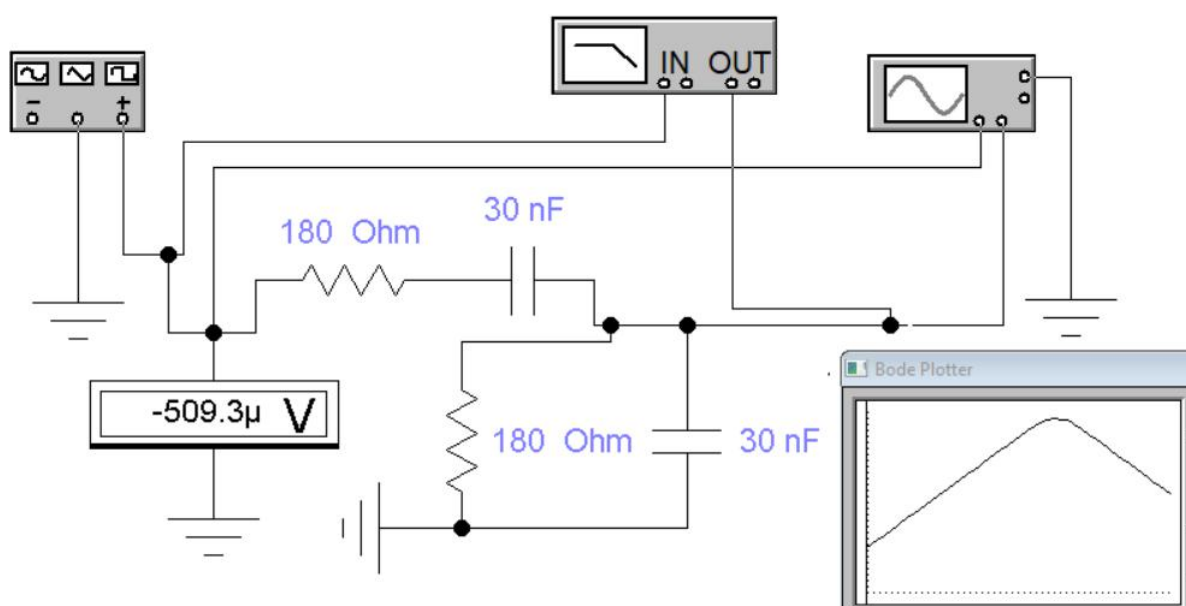 IN OUT
- +
30 nF
180 Ohm
-509.3µ V
180 Ohm
30 nF
Bode Plotter